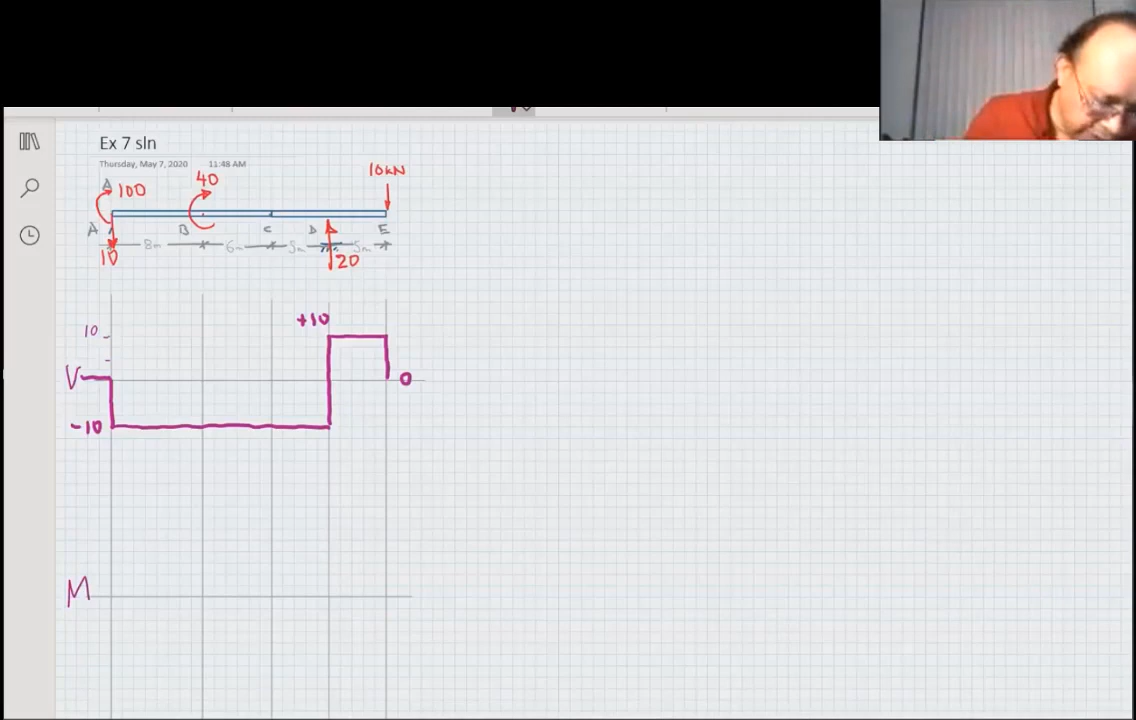 Ex 7 sln
Thursday, May 7, 2020 11:48 AM
A 100 40 10kN
A B C D E
8m 6m 5m 5m
10 20
+10
10
V 0
-10
M